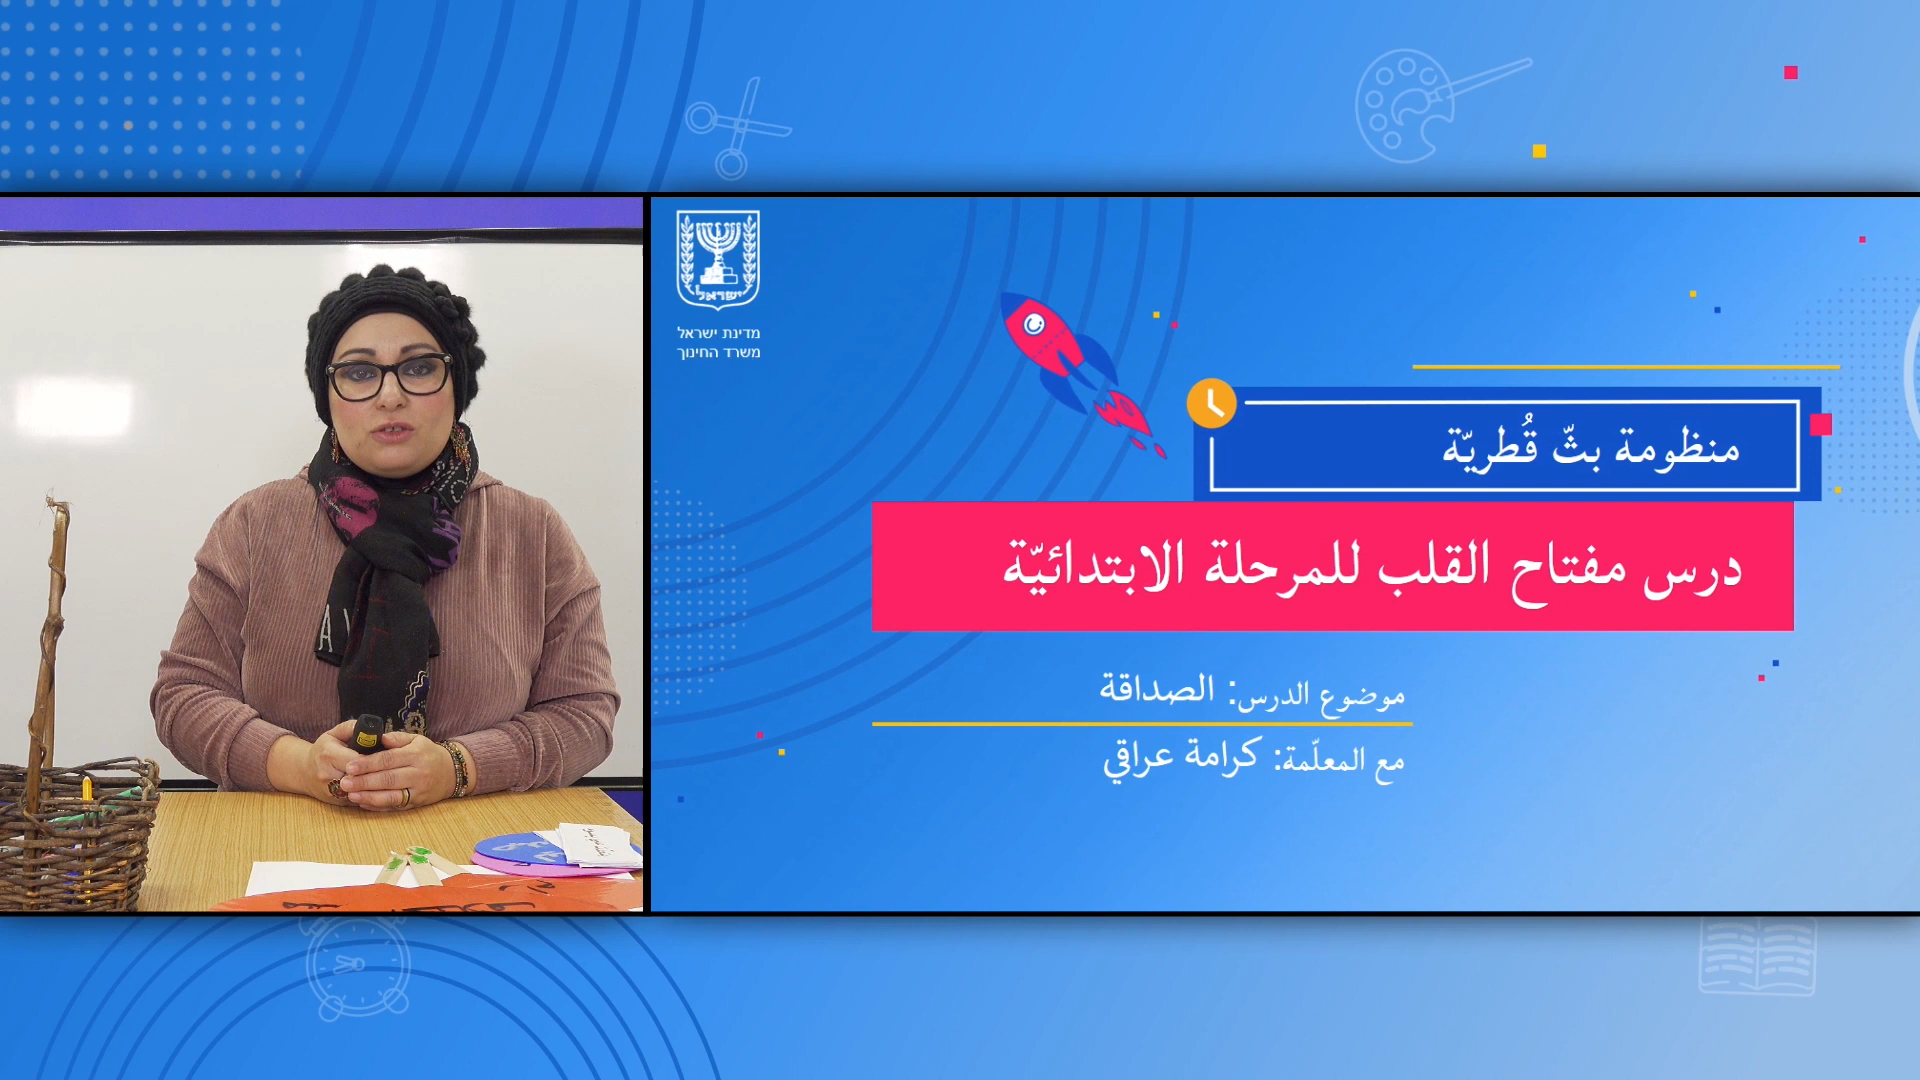 ישראל
מדינת ישראל
משרד החינוך
منظومة بثّ قُطريّة
درس مفتاح القلب للمرحلة الابتدائيّة
موضوع الدرس: الصداقة
مع المعلّمة: كرامة عراقي